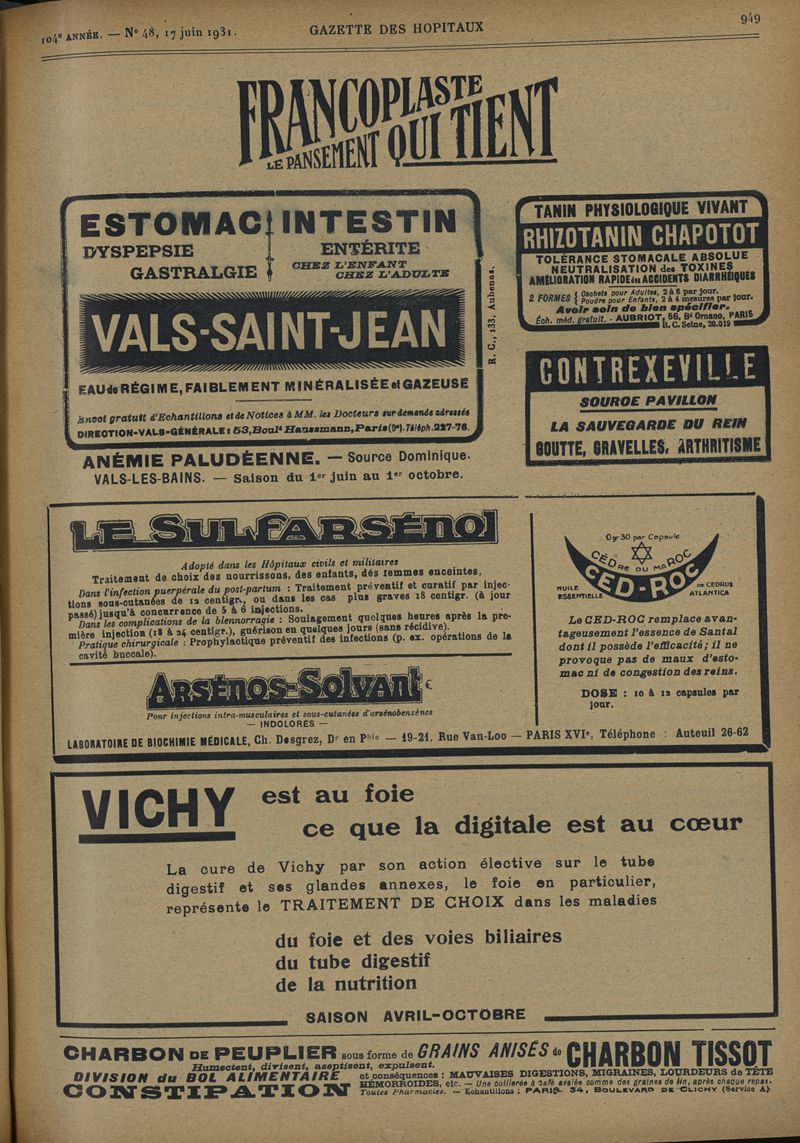 104e ANNÉE. — No 48, 17 juin 1931.
GAZETTE DES HOPITAUX
949
FRANCOPLASTE
LE PANSEMENT QUI TIENT
ESTOMAC INTESTIN
DYSPEPSIE
GASTRALGIE
ENTÉRITE
CHEZ L'ENFANT
CHEZ L'ADULTE
VALS-SAINT-JEAN
EAU de RÉGIME, FAIBLEMENT MINÉRALISÉE et GAZEUSE
Envoi gratuit d'Echantillons et de Notices à MM. les Docteurs sur demande adressée
DIRECTION-VALS-GÉNÉRALE : 53, Boul<sup>d</sup> Haussmann, Paris (9e). Téléph. 227-76.
R. C., 133, Aubenas.
ANÉMIE PALUDÉENNE. — Source Dominique.
VALS-LES-BAINS. — Saison du 1er juin au 1er octobre.
TANIN PHYSIOLOGIQUE VIVANT
RHIZOTANIN CHAPOTOT
TOLÉRANCE STOMACALE ABSOLUE
NEUTRALISATION des TOXINES
AMÉLIORATION RAPIDE des ACCIDENTS DIARRHÉIQUES
2 FORMES { Cachets pour Adultes, 2 à 6 par jour.
Poudre pour Enfants, 2 à 4 mesures par jour.
Avoir soin de bien spécifier.
Éch. méd. gratuit. - AUBRIOT, 56, Bd Ornano, PARIS
R. C. Seine, 20.019
CONTREXEVILLE
SOURCE PAVILLON
LA SAUVEGARDE DU REIN
GOUTTE, GRAVELLES, ARTHRITISME
LE SULFARSÉNOL
Adopté dans les Hôpitaux civils et militaires
Traitement de choix des nourrissons, des enfants, des femmes enceintes,
Dans l'infection puerpérale du post-partum : Traitement préventif et curatif par injec-
tions sous-cutanées de 12 centigr., ou dans les cas plus graves 18 centigr. (à jour
passé) jusqu'à concurrence de 5 à 6 injections.
Dans les complications de la blennorragie : Soulagement quelques heures après la pre-
mière injection (18 à 24 centigr.), guérison en quelques jours (sans récidive).
Pratique chirurgicale : Prophylactique préventif des infections (p. ex. opérations de la
cavité buccale).
ARSÉNOS-SOLVANT
Pour injections intra-musculaires et sous-cutanées d'arsénobenzènes
— INDOLORES —
0gr30 par Capsule
CÈDRE DU MAROC
CED-ROC
HUILE
ESSENTIELLE
DE CEDRUS
ATLANTICA
Le CED-ROC remplace avan-
tageusement l'essence de Santal
dont il possède l'efficacité ; il ne
provoque pas de maux d'esto-
mac ni de congestion des reins.
DOSE : 10 à 12 capsules par
jour.
LABORATOIRE DE BIOCHIMIE MÉDICALE, Ch. Desgrez, Dr en Phie — 19-21, Rue Van-Loo — PARIS XVIe, Téléphone : Auteuil 26-62
VICHY est au foie
ce que la digitale est au cœur
La cure de Vichy par son action élective sur le tube
digestif et ses glandes annexes, le foie en particulier,
représente le TRAITEMENT DE CHOIX dans les maladies
du foie et des voies biliaires
du tube digestif
de la nutrition
SAISON AVRIL-OCTOBRE
CHARBON DE PEUPLIER sous forme de GRAINS ANISÉS de CHARBON TISSOT
Humectent, divisent, aseptisent, expulsent.
DIVISION du BOL ALIMENTAIRE et conséquences : MAUVAISES DIGESTIONS, MIGRAINES, LOURDEURS de TÊTE
CONSTIPATION
HÉMORROIDES, etc. — Une cuillerée à café avalée comme des graines de lin, après chaque repas.
Toutes Pharmacies. — Echantillons : PARIS- 34, BOULEVARD DE CLICHY (Service A).